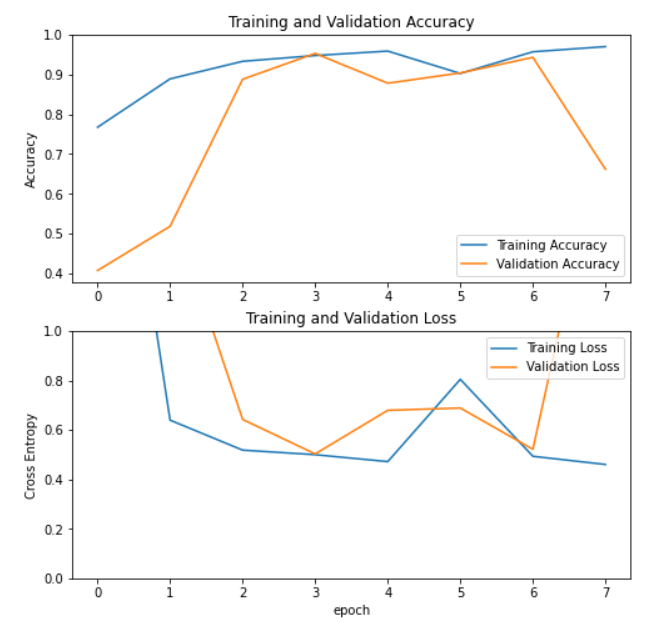 Training and Validation Accuracy
1.0
0.9
0.8
0.7
0.6
0.5
0.4
Accuracy
Training Accuracy
Validation Accuracy
0 1 2 3 4 5 6 7
Training and Validation Loss
1.0
0.8
0.6
0.4
0.2
0.0
Cross Entropy
Training Loss
Validation Loss
0 1 2 3 4 5 6 7
epoch